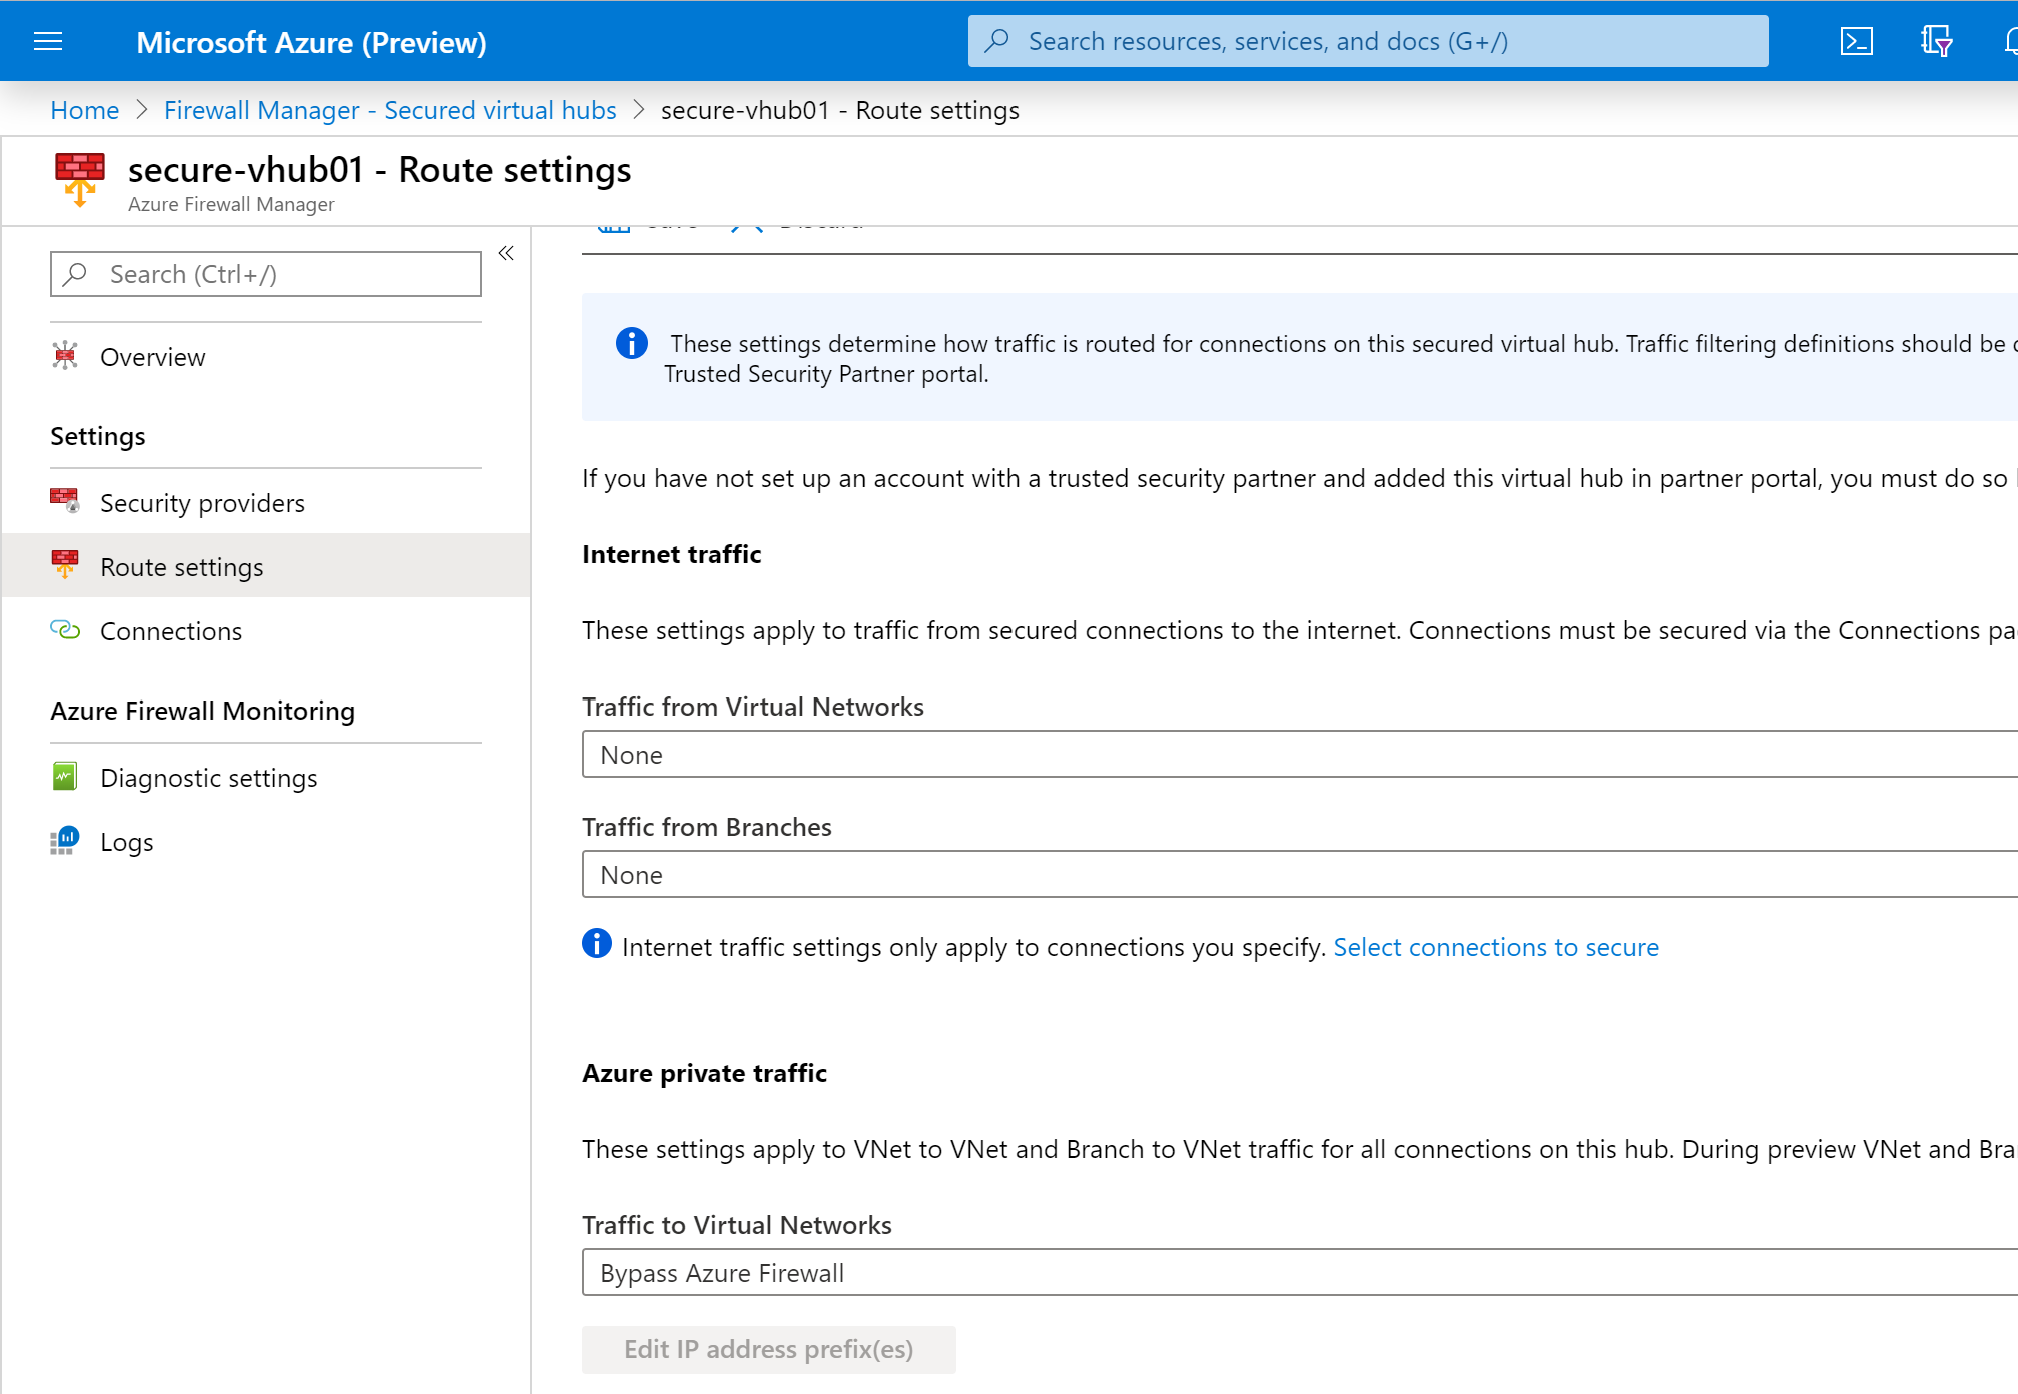 Microsoft Azure (Preview)
Search resources, services, and docs (G+/)
Home > Firewall Manager - Secured virtual hubs > secure-vhub01 - Route settings
secure-vhub01 - Route settings
Azure Firewall Manager
Search (Ctrl+/)
«
Overview
Settings
Security providers
Route settings
Connections
Azure Firewall Monitoring
Diagnostic settings
Logs
Save Discard
These settings determine how traffic is routed for connections on this secured virtual hub. Traffic filtering definitions should be
Trusted Security Partner portal.
If you have not set up an account with a trusted security partner and added this virtual hub in partner portal, you must do so
Internet traffic
These settings apply to traffic from secured connections to the internet. Connections must be secured via the Connections
Traffic from Virtual Networks
None
Traffic from Branches
None
Internet traffic settings only apply to connections you specify. Select connections to secure
Azure private traffic
These settings apply to VNet to VNet and Branch to VNet traffic for all connections on this hub. During preview VNet and
Traffic to Virtual Networks
Bypass Azure Firewall
Edit IP address prefix(es)